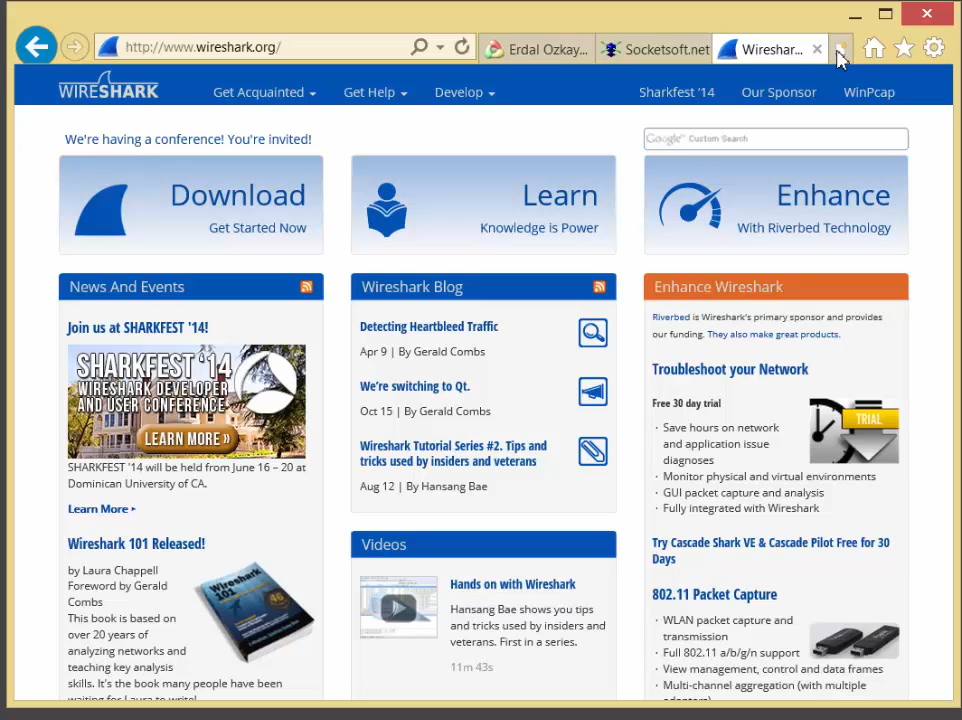 http://www.wireshark.org/
Erdal Ozkay...
Socketsoft.net
Wireshar...
WIRESHARK
Get Acquainted
Get Help
Develop
Sharkfest '14
Our Sponsor
WinPcap
We're having a conference! You're invited!
Google Custom Search
Download
Get Started Now
Learn
Knowledge is Power
Enhance
With Riverbed Technology
News And Events
Join us at SHARKFEST '14!
SHARKFEST '14
WIRESHARK DEVELOPER
AND USER CONFERENCE
LEARN MORE »
SHARKFEST '14 will be held from June 16 – 20 at
Dominican University of CA.
Learn More
Wireshark 101 Released!
by Laura Chappell
Foreword by Gerald
Combs
This book is based on
over 20 years of
analyzing networks and
teaching key analysis
skills. It's the book many people have been
waiting for Laura to write!
Wireshark 101
Wireshark Blog
Detecting Heartbleed Traffic
Apr 9 | By Gerald Combs
We're switching to Qt.
Oct 15 | By Gerald Combs
Wireshark Tutorial Series #2. Tips and
tricks used by insiders and veterans
Aug 12 | By Hansang Bae
Videos
Hands on with Wireshark
Hansang Bae shows you tips
and tricks used by insiders and
veterans. First in a series.
11m 43s
Enhance Wireshark
Riverbed is Wireshark's primary sponsor and provides
our funding. They also make great products.
Troubleshoot your Network
Free 30 day trial
TRIAL
· Save hours on network
and application issue
diagnoses
· Monitor physical and virtual environments
· GUI packet capture and analysis
· Fully integrated with Wireshark
Try Cascade Shark VE & Cascade Pilot Free for 30
Days
802.11 Packet Capture
· WLAN packet capture and
transmission
· Full 802.11 a/b/g/n support
· View management, control and data frames
· Multi-channel aggregation (with multiple